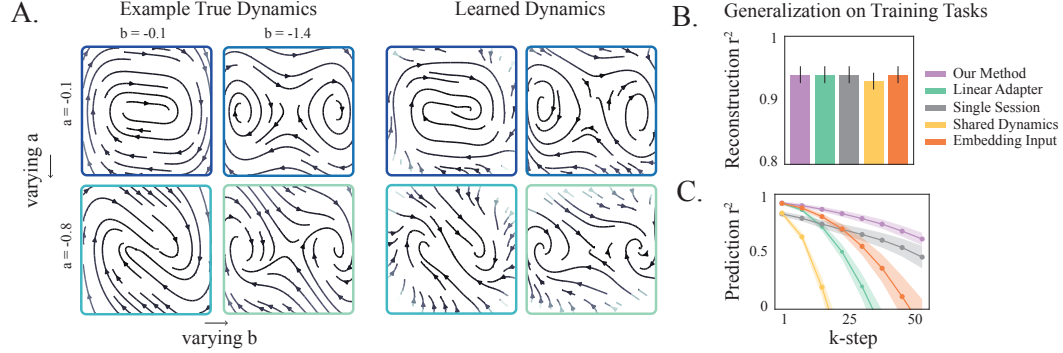 A.
Example True Dynamics
Learned Dynamics
b = -0.1
b = -1.4
varying a
a = -0.1
a = -0.8
varying b
B.
Generalization on Training Tasks
Reconstruction r²
1
0.9
0.8
Our Method
Linear Adapter
Single Session
Shared Dynamics
Embedding Input
C.
Prediction r²
1
0.5
0
1
25
50
k-step